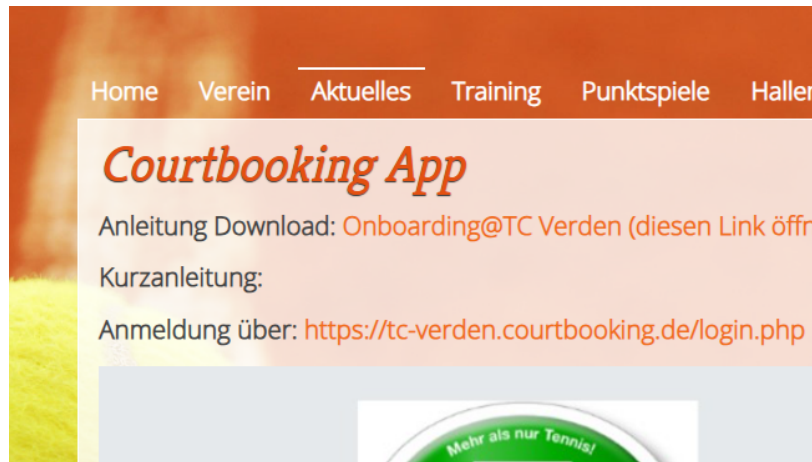 Home Verein Aktuelles Training Punktspiele
Courtbooking App
Anleitung Download: Onboarding@TC Verden (diesen Link
Kurzanleitung:
Anmeldung über: https://tc-verden.courtbooking.de/login.php
Mehr als nur Tennis!